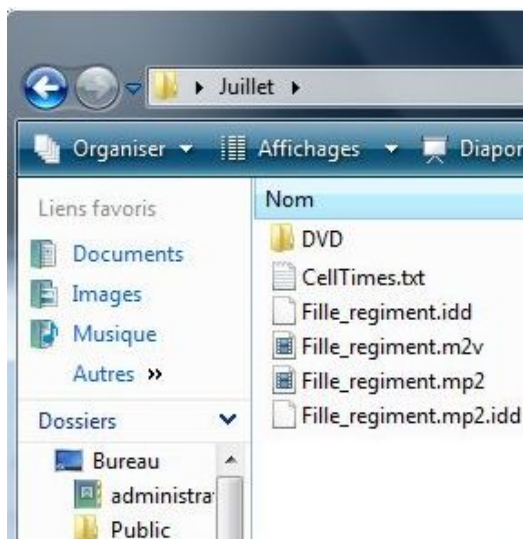 Juillet
Organiser Affichages Diapor
Liens favoris
Documents
Images
Musique
Autres »
Dossiers
Bureau
administra
Public
Nom
DVD
CellTimes.txt
Fille_regiment.idd
Fille_regiment.m2v
Fille_regiment.mp2
Fille_regiment.mp2.idd